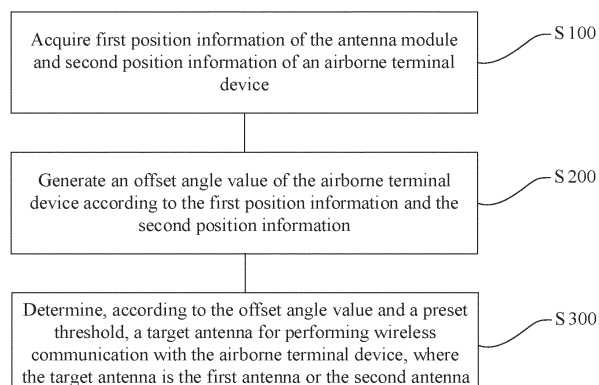 Acquire first position information of the antenna module
and second position information of an airborne terminal
device
S100
Generate an offset angle value of the airborne terminal
device according to the first position information and the
second position information
S200
Determine, according to the offset angle value and a preset
threshold, a target antenna for performing wireless
communication with the airborne terminal device, where
the target antenna is the first antenna or the second antenna
S300